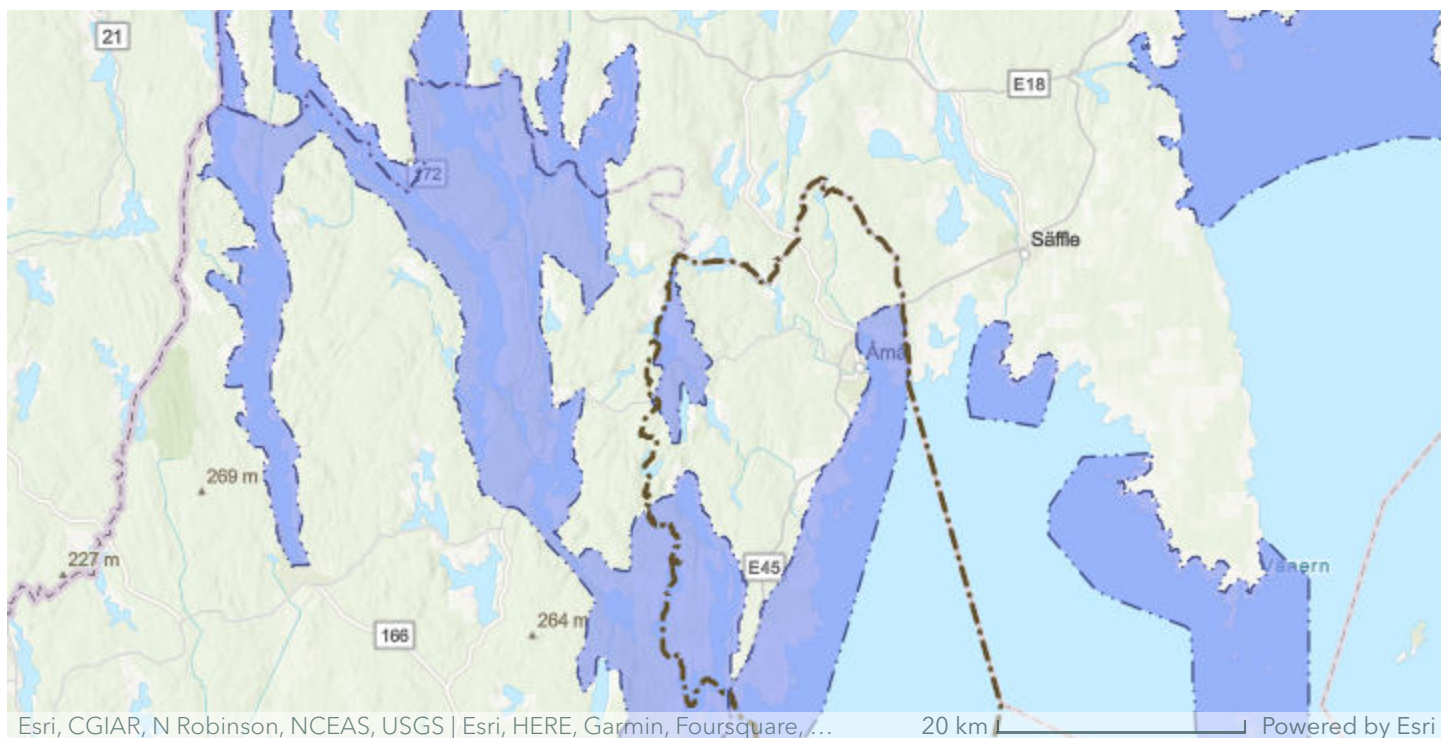 21
E18
172
Säffle
Åmå
269 m
227 m
E45
Vänern
264 m
166
Esri, CGIAR, N Robinson, NCEAS, USGS | Esri, HERE, Garmin, Foursquare, ...
20 km
Powered by Esri